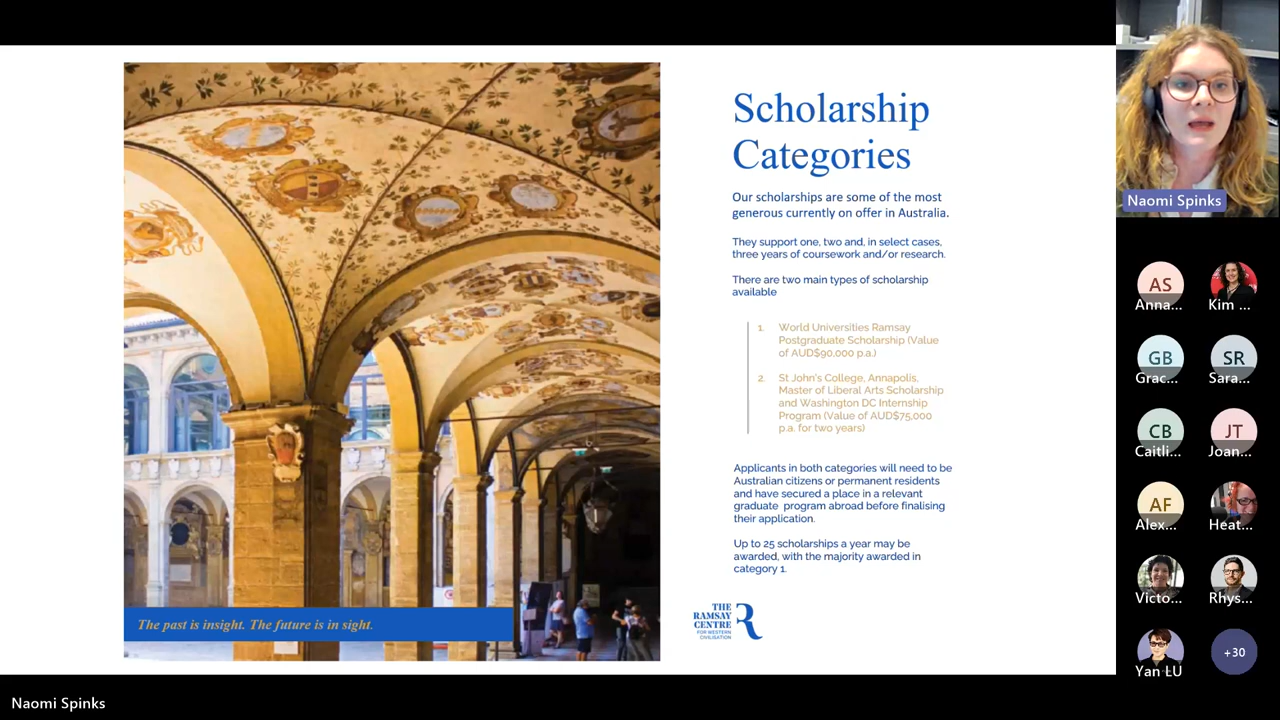 Scholarship
Categories
Our scholarships are some of the most
generous currently on offer in Australia.
They support one, two and, in select cases,
three years of coursework and/or research.
There are two main types of scholarship
available
1. World Universities Ramsay
Postgraduate Scholarship (Value
of AUD$90,000 p.a.)
2. St John's College, Annapolis,
Master of Liberal Arts Scholarship
and Washington DC Internship
Program (Value of AUD$75,000
p.a. for two years)
Applicants in both categories will need to be
Australian citizens or permanent residents
and have secured a place in a relevant
graduate program abroad before finalising
their application.
Up to 25 scholarships a year may be
awarded, with the majority awarded in
category 1.
The past is insight. The future is in sight.
THE
RAMSAY
CENTRE
FOR WESTERN
CIVILISATION
R
Naomi Spinks
AS
Anna...
Kim ...
GB
Grac...
SR
Sara...
CB
Caitli...
JT
Joan...
AF
Alex...
Heat...
Victo...
Rhys...
Yan LU
+30
Naomi Spinks